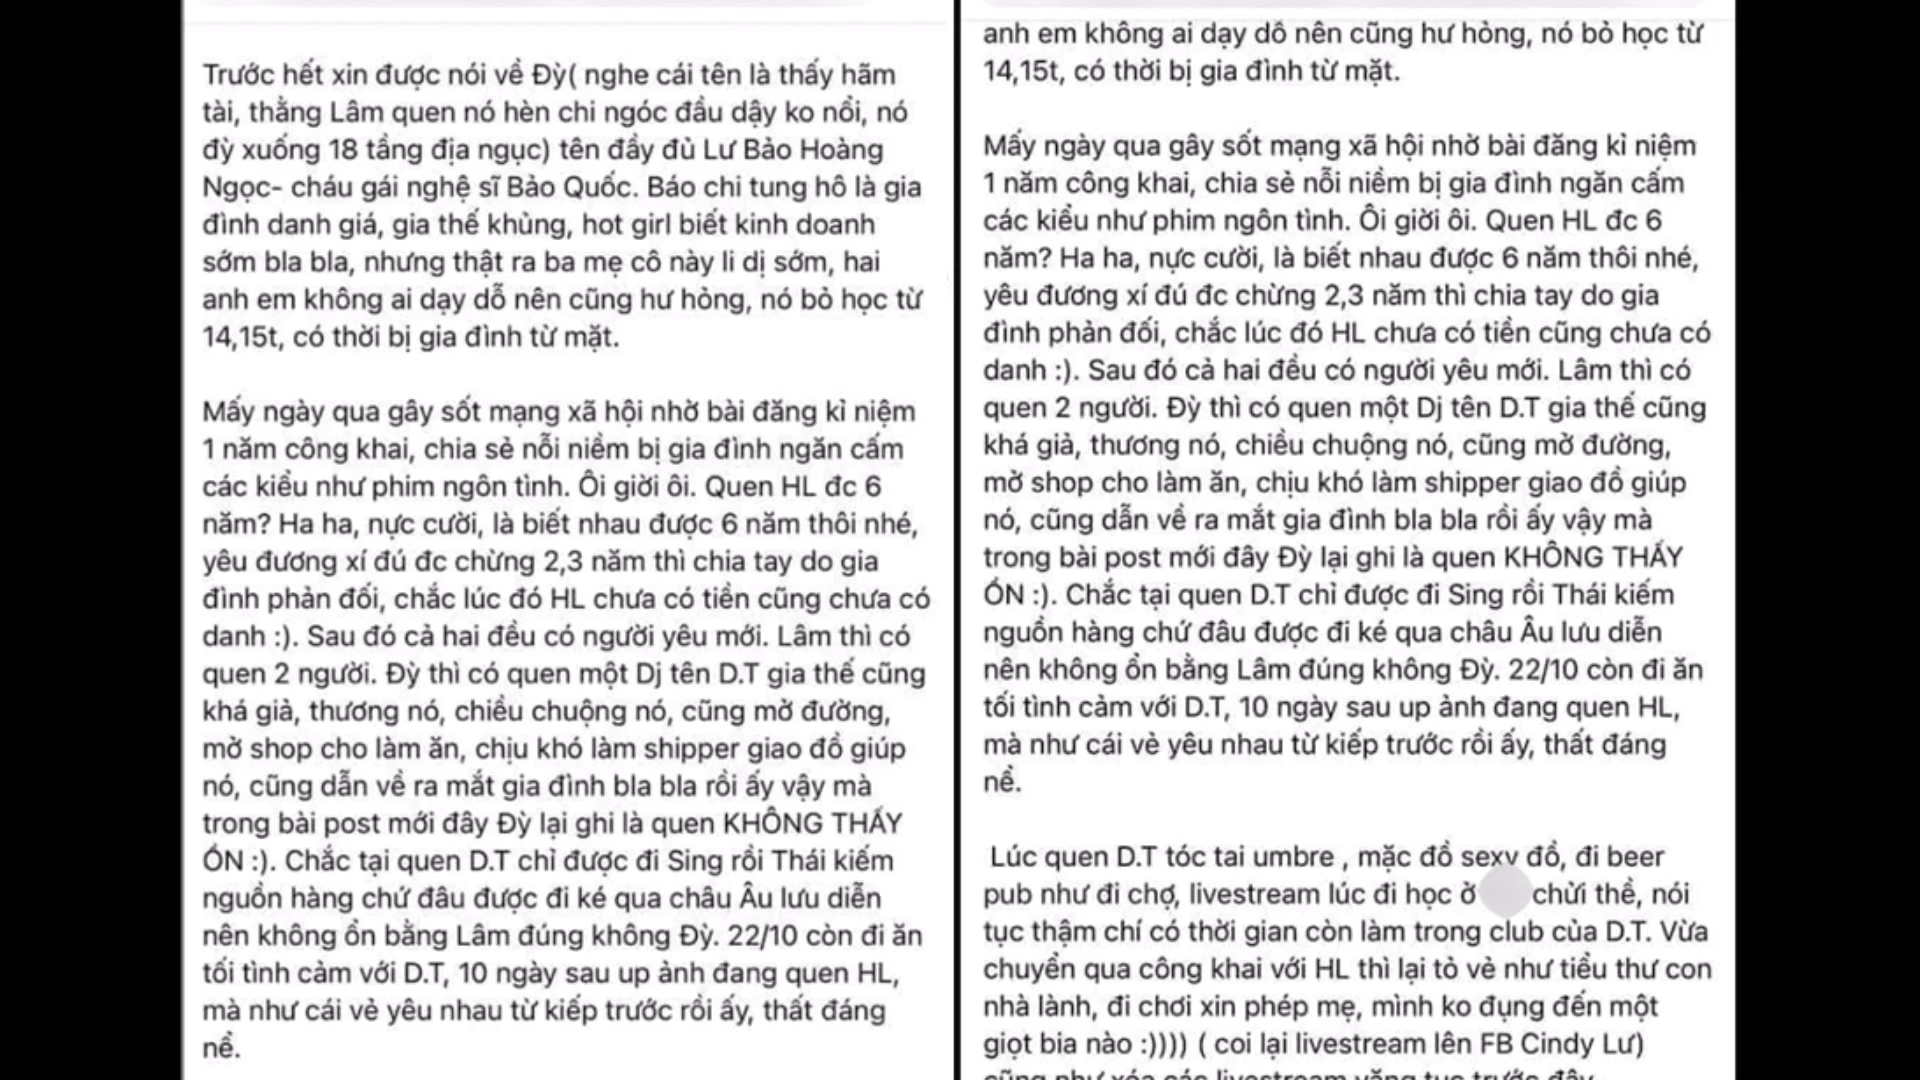 Trước hết xin được nói về Đỳ( nghe cái tên là thấy hãm
tài, thằng Lâm quen nó hèn chi ngóc đầu dậy ko nổi, nó
đỳ xuống 18 tầng địa ngục) tên đầy đủ Lư Bảo Hoàng
Ngọc- cháu gái nghệ sĩ Bảo Quốc. Báo chi tung hô là gia
đình danh giá, gia thế khủng, hot girl biết kinh doanh
sớm bla bla, nhưng thật ra ba mẹ cô này li dị sớm, hai
anh em không ai dạy dỗ nên cũng hư hỏng, nó bỏ học từ
14,15t, có thời bị gia đình từ mặt.
Mấy ngày qua gây sốt mạng xã hội nhờ bài đăng kỉ niệm
1 năm công khai, chia sẻ nỗi niềm bị gia đình ngăn cấm
các kiểu như phim ngôn tình. Ôi giời ôi. Quen HL đc 6
năm? Ha ha, nực cười, là biết nhau được 6 năm thôi nhé,
yêu đương xí đú đc chừng 2,3 năm thì chia tay do gia
đình phản đối, chắc lúc đó HL chưa có tiền cũng chưa có
danh :). Sau đó cả hai đều có người yêu mới. Lâm thì có
quen 2 người. Đỳ thì có quen một Dj tên D.T gia thế cũng
khá giả, thương nó, chiều chuộng nó, cũng mở đường,
mở shop cho làm ăn, chịu khó làm shipper giao đồ giúp
nó, cũng dẫn về ra mắt gia đình bla bla rồi ấy vậy mà
trong bài post mới đây Đỳ lại ghi là quen KHÔNG THẤY
ỔN :). Chắc tại quen D.T chỉ được đi Sing rồi Thái kiếm
nguồn hàng chứ đâu được đi ké qua châu Âu lưu diễn
nên không ổn bằng Lâm đúng không Đỳ. 22/10 còn đi ăn
tối tình cảm với D.T, 10 ngày sau up ảnh đang quen HL,
mà như cái vẻ yêu nhau từ kiếp trước rồi ấy, thất đáng
nể.
anh em không ai dạy dỗ nên cũng hư hỏng, nó bỏ học từ
14,15t, có thời bị gia đình từ mặt.
Mấy ngày qua gây sốt mạng xã hội nhờ bài đăng kỉ niệm
1 năm công khai, chia sẻ nỗi niềm bị gia đình ngăn cấm
các kiểu như phim ngôn tình. Ôi giời ôi. Quen HL đc 6
năm? Ha ha, nực cười, là biết nhau được 6 năm thôi nhé,
yêu đương xí đú đc chừng 2,3 năm thì chia tay do gia
đình phản đối, chắc lúc đó HL chưa có tiền cũng chưa có
danh :). Sau đó cả hai đều có người yêu mới. Lâm thì có
quen 2 người. Đỳ thì có quen một Dj tên D.T gia thế cũng
khá giả, thương nó, chiều chuộng nó, cũng mở đường,
mở shop cho làm ăn, chịu khó làm shipper giao đồ giúp
nó, cũng dẫn về ra mắt gia đình bla bla rồi ấy vậy mà
trong bài post mới đây Đỳ lại ghi là quen KHÔNG THẤY
ỔN :). Chắc tại quen D.T chỉ được đi Sing rồi Thái kiếm
nguồn hàng chứ đâu được đi ké qua châu Âu lưu diễn
nên không ổn bằng Lâm đúng không Đỳ. 22/10 còn đi ăn
tối tình cảm với D.T, 10 ngày sau up ảnh đang quen HL,
mà như cái vẻ yêu nhau từ kiếp trước rồi ấy, thất đáng
nể.
Lúc quen D.T tóc tai umbre , mặc đồ sexy đồ, đi beer
pub như đi chợ, livestream lúc đi học ở chửi thề, nói
tục thậm chí có thời gian còn làm trong club của D.T. Vừa
chuyển qua công khai với HL thì lại tỏ vẻ như tiểu thư con
nhà lành, đi chơi xin phép mẹ, mình ko đụng đến một
giọt bia nào :)))) ( coi lại livestream lên FB Cindy Lư)
cũng như xóa các livestream văng tục trước đây